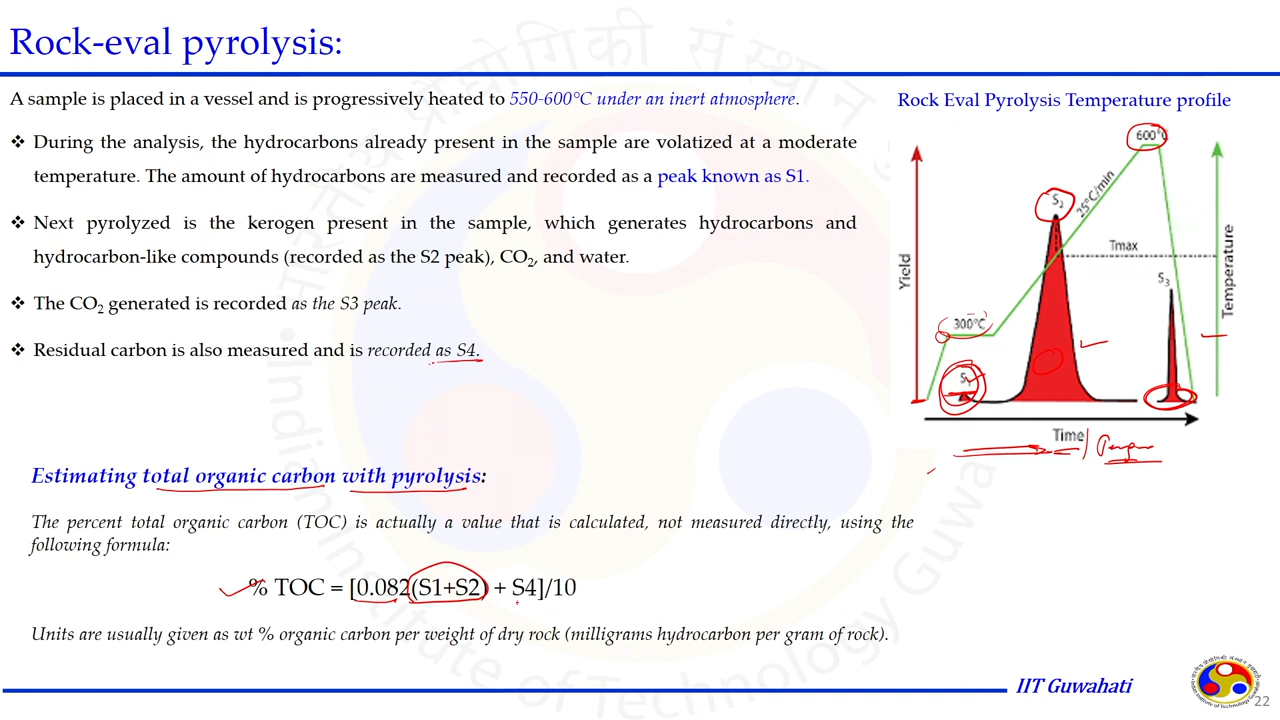 Rock-eval pyrolysis:
A sample is placed in a vessel and is progressively heated to 550-600°C under an inert atmosphere.
❖ During the analysis, the hydrocarbons already present in the sample are volatized at a moderate
temperature. The amount of hydrocarbons are measured and recorded as a peak known as S1.
❖ Next pyrolyzed is the kerogen present in the sample, which generates hydrocarbons and
hydrocarbon-like compounds (recorded as the S2 peak), CO2, and water.
❖ The CO2 generated is recorded as the S3 peak.
❖ Residual carbon is also measured and is recorded as S4.
Rock Eval Pyrolysis Temperature profile
600°C
S2
25°C/min
Tmax
Yield
Temperature
S3
300°C
S1
Time
Estimating total organic carbon with pyrolysis:
The percent total organic carbon (TOC) is actually a value that is calculated, not measured directly, using the
following formula:
% TOC = [0.082(S1+S2) + S4]/10
Units are usually given as wt % organic carbon per weight of dry rock (milligrams hydrocarbon per gram of rock).
IIT Guwahati
22